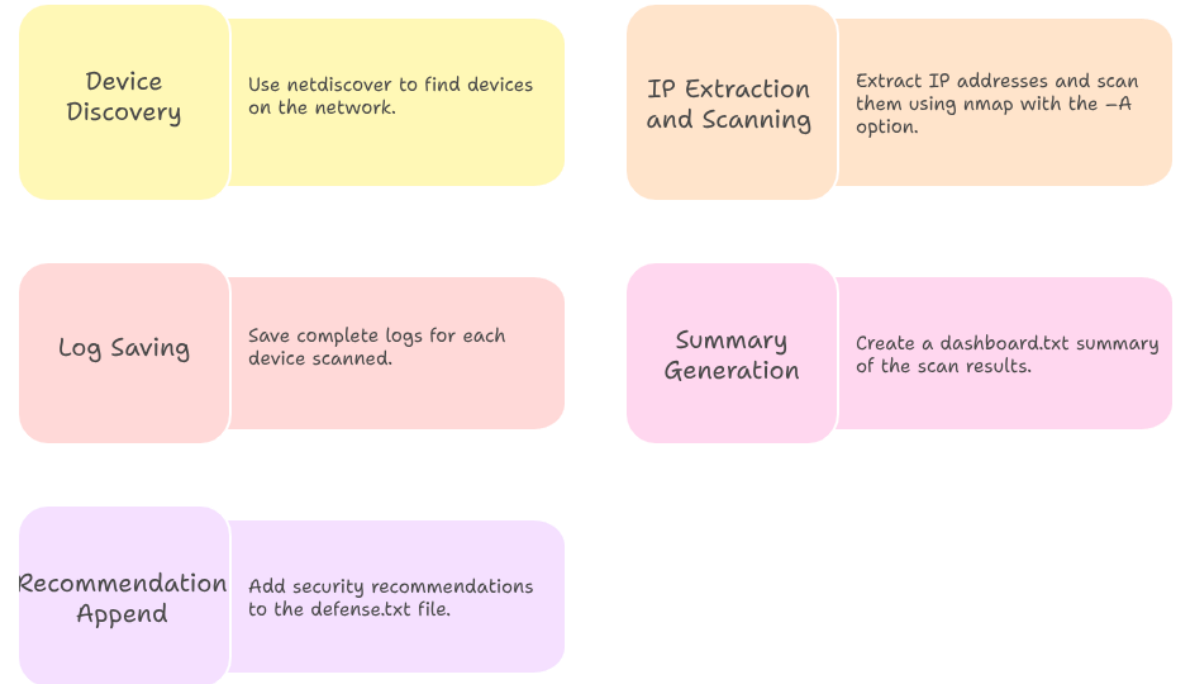 Device
Discovery
Use netdiscover to find devices
on the network.
IP Extraction
and Scanning
Extract IP addresses and scan
them using nmap with the –A
option.
Log Saving
Save complete logs for each
device scanned.
Summary
Generation
Create a dashboard.txt summary
of the scan results.
Recommendation
Append
Add security recommendations
to the defense.txt file.